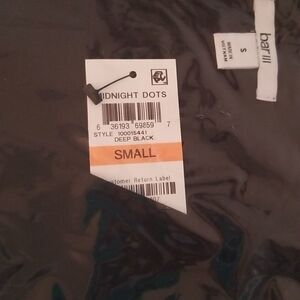 MIDNIGHT DOTS
6 36193 69859 7
STYLE 100015441
DEEP BLACK
SMALL
Customer Return Label
bar III
S
MADE IN
VIETNAM